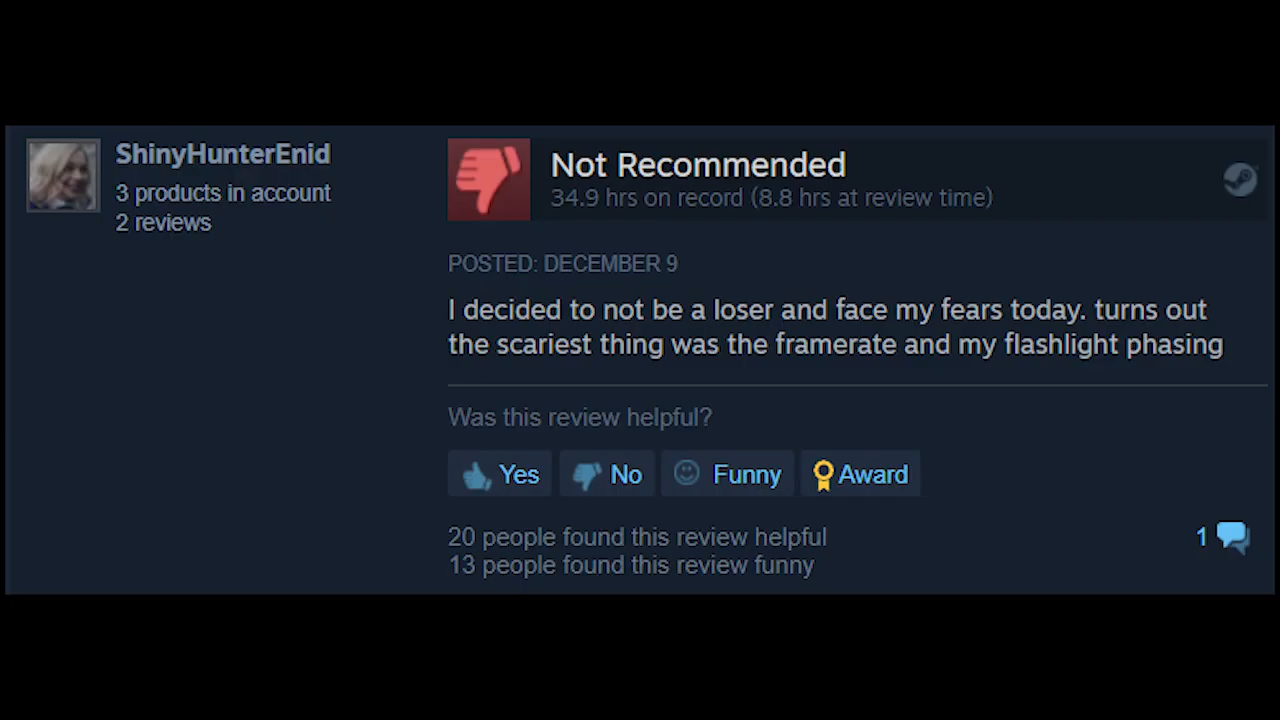 ShinyHunterEnid
3 products in account
2 reviews
Not Recommended
34.9 hrs on record (8.8 hrs at review time)
POSTED: DECEMBER 9
I decided to not be a loser and face my fears today. turns out
the scariest thing was the framerate and my flashlight phasing
Was this review helpful?
Yes No Funny Award
20 people found this review helpful
1
13 people found this review funny